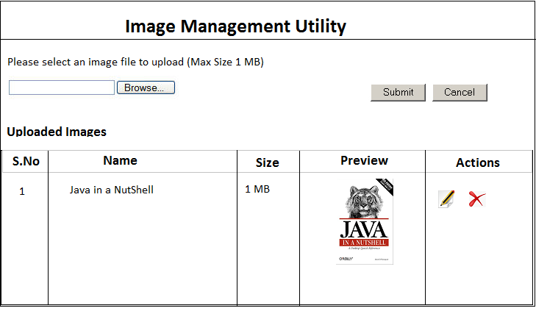 Image Management Utility
Please select an image file to upload (Max Size 1 MB)
Browse...
Submit Cancel
Uploaded Images
S.No Name Size Preview Actions
1 Java in a NutShell 1 MB
JAVA
IN A NUTSHELL
O'REILLY